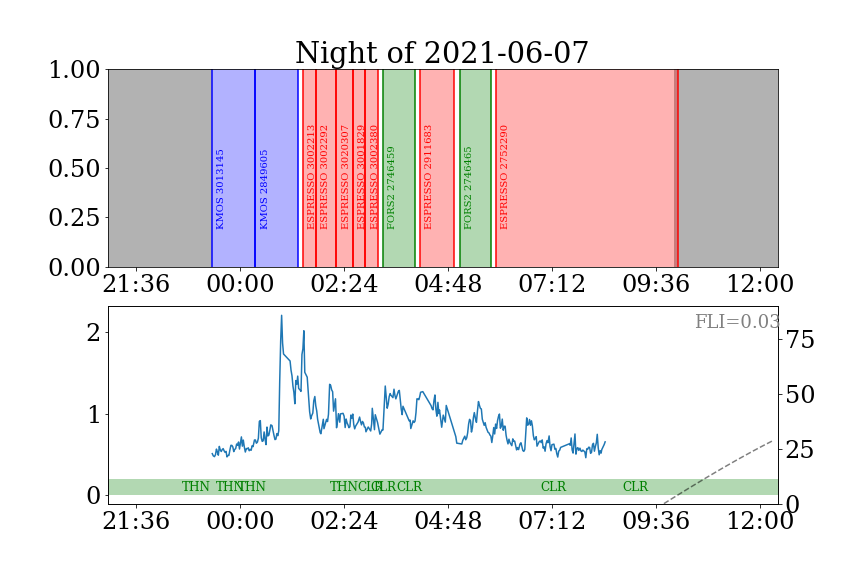 Night of 2021-06-07
1.00
0.75
0.50
0.25
0.00
KMOS 3013145
KMOS 2849605
ESPRESSO 3002213
ESPRESSO 3002292
ESPRESSO 3020307
ESPRESSO 3001829
ESPRESSO 3002380
FORS2 2746459
ESPRESSO 2911683
FORS2 2746465
ESPRESSO 2752290
21:36 00:00 02:24 04:48 07:12 09:36 12:00
FLI=0.03
2
1
0
75
50
25
0
THN THN THN THN CLR CLR CLR CLR CLR
21:36 00:00 02:24 04:48 07:12 09:36 12:00